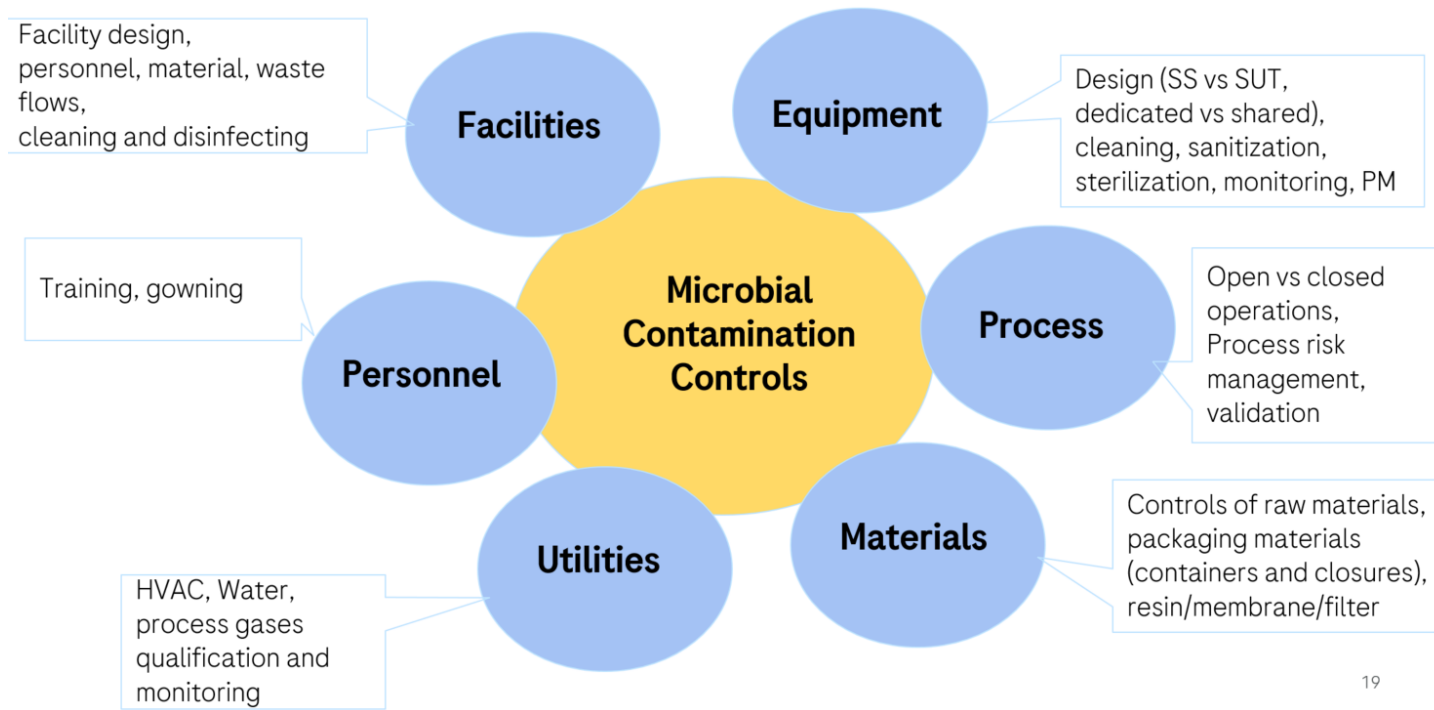 Facility design,
personnel, material, waste
flows,
cleaning and disinfecting
Facilities
Equipment
Design (SS vs SUT,
dedicated vs shared),
cleaning, sanitization,
sterilization, monitoring, PM
Training, gowning
Personnel
Microbial
Contamination
Controls
Process
Open vs closed
operations,
Process risk
management,
validation
Utilities
HVAC, Water,
process gases
qualification and
monitoring
Materials
Controls of raw materials,
packaging materials
(containers and closures),
resin/membrane/filter
19